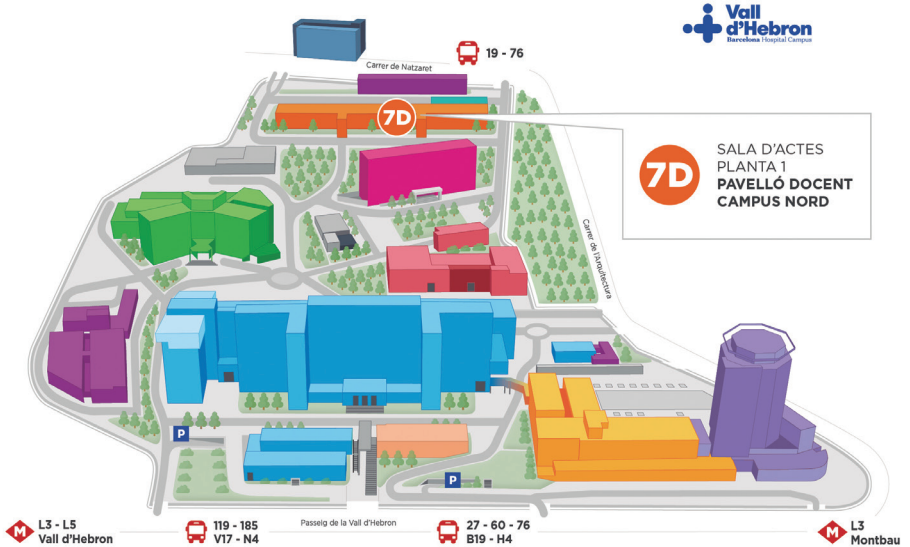 Vall
d'Hebron
Barcelona Hospital Campus
19 - 76
Carrer de Natzaret
7D
7D
SALA D'ACTES
PLANTA 1
PAVELLÓ DOCENT
CAMPUS NORD
Carrer de l'Arquitectura
P
P
M
L3 - L5
Vall d'Hebron
119 - 185
V17 - N4
Passeig de la Vall d'Hebron
27 - 60 - 76
B19 - H4
M
L3
Montbau